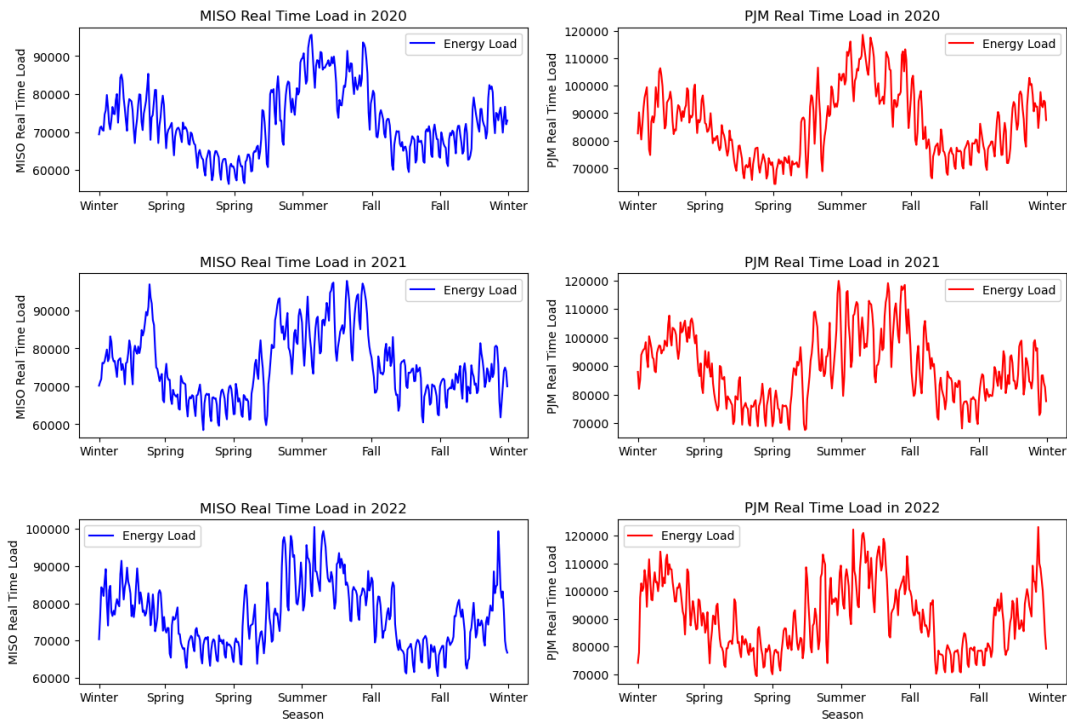 MISO Real Time Load in 2020
MISO Real Time Load
90000
80000
70000
60000
Energy Load
Winter Spring Spring Summer Fall Fall Winter
PJM Real Time Load in 2020
PJM Real Time Load
120000
110000
100000
90000
80000
70000
Energy Load
Winter Spring Spring Summer Fall Fall Winter
MISO Real Time Load in 2021
MISO Real Time Load
90000
80000
70000
60000
Energy Load
Winter Spring Spring Summer Fall Fall Winter
PJM Real Time Load in 2021
PJM Real Time Load
120000
110000
100000
90000
80000
70000
Energy Load
Winter Spring Spring Summer Fall Fall Winter
MISO Real Time Load in 2022
MISO Real Time Load
100000
90000
80000
70000
60000
Energy Load
Winter Spring Spring Summer Fall Fall Winter
Season
PJM Real Time Load in 2022
PJM Real Time Load
120000
110000
100000
90000
80000
70000
Energy Load
Winter Spring Spring Summer Fall Fall Winter
Season